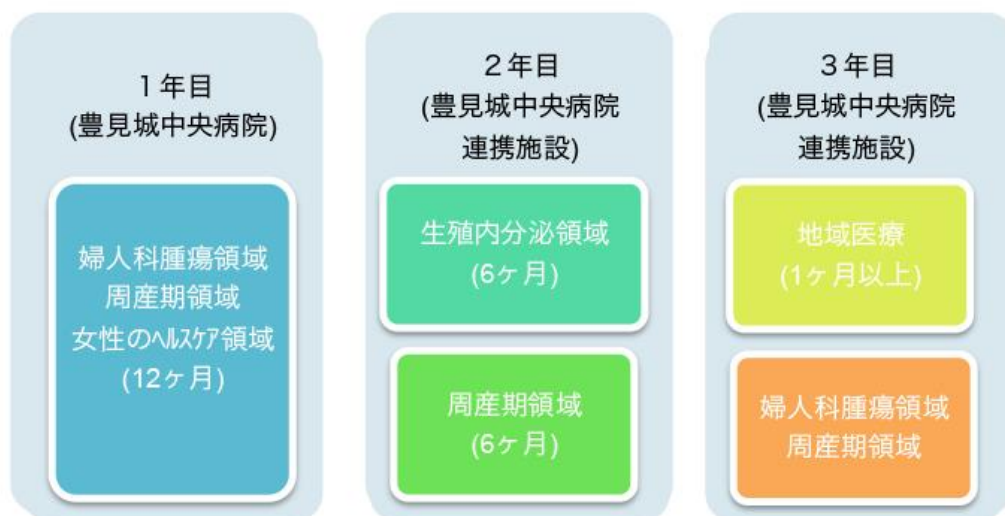 1年目
(豊見城中央病院)
婦人科腫瘍領域
周産期領域
女性のﾍﾙｽｹｱ領域
(12ヶ月)
２年目
(豊見城中央病院
連携施設)
生殖内分泌領域
(6ヶ月)
周産期領域
(6ヶ月)
３年目
(豊見城中央病院
連携施設)
地域医療
(1ヶ月以上)
婦人科腫瘍領域
周産期領域